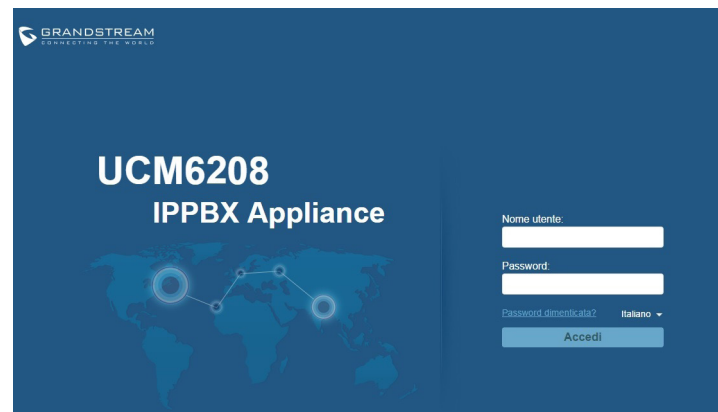 GRANDSTREAM
CONNECTING THE WORLD
UCM6208
IPPBX Appliance
Nome utente:
Password:
Password dimenticata?
Italiano
Accedi